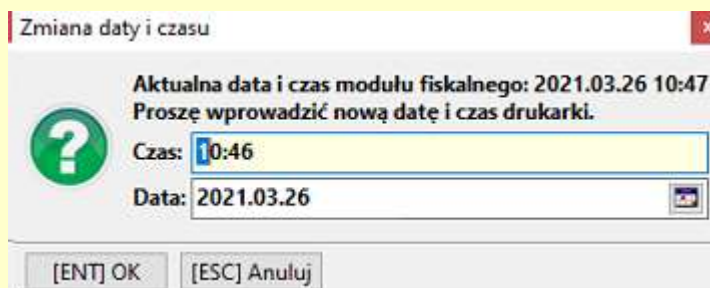 Zmiana daty i czasu
Aktualna data i czas modułu fiskalnego: 2021.03.26 10:47
Proszę wprowadzić nową datę i czas drukarki.
Czas: 10:46
Data: 2021.03.26
[ENT] OK [ESC] Anuluj